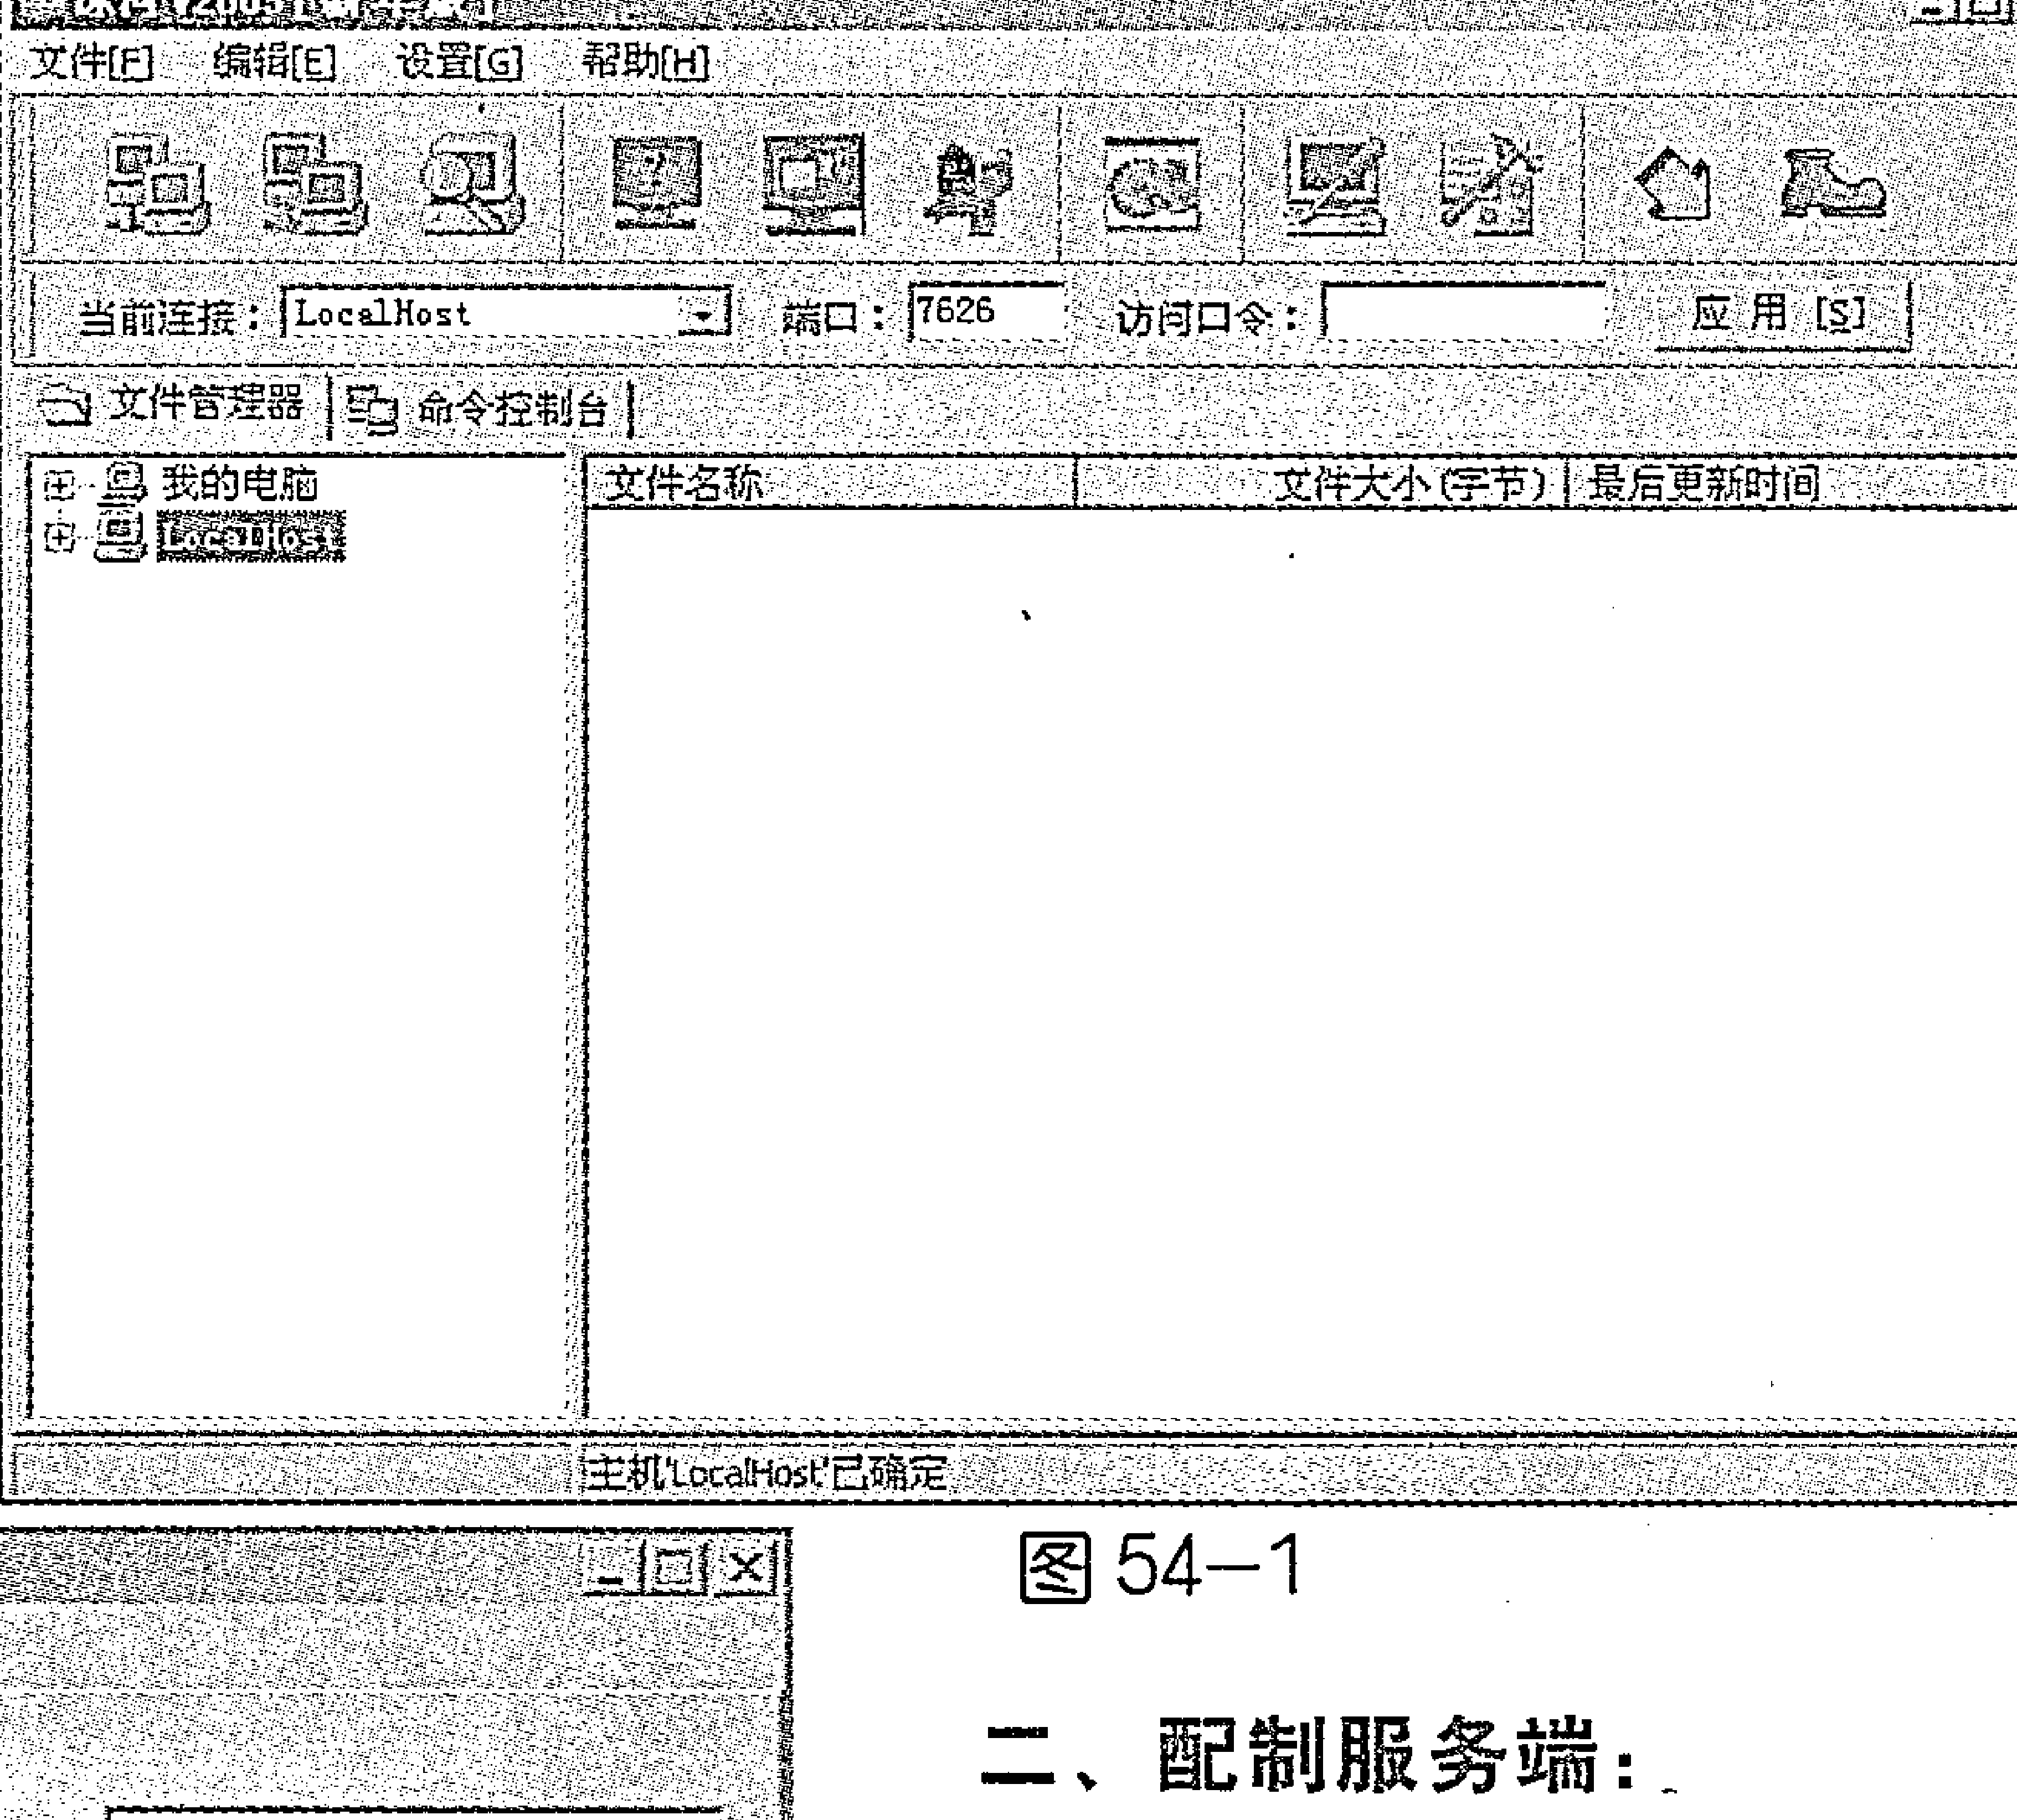 文件[F] 编辑[E] 设置[G] 帮助[H]
当前连接: LocalHost 端口: 7626 访问口令: 应用[S]
文件管理器 命令控制台
我的电脑 文件名称 文件大小(字节) 最后更新时间
LocalHost
主机'LocalHost'已确定
图 54-1
二、配制服务端: